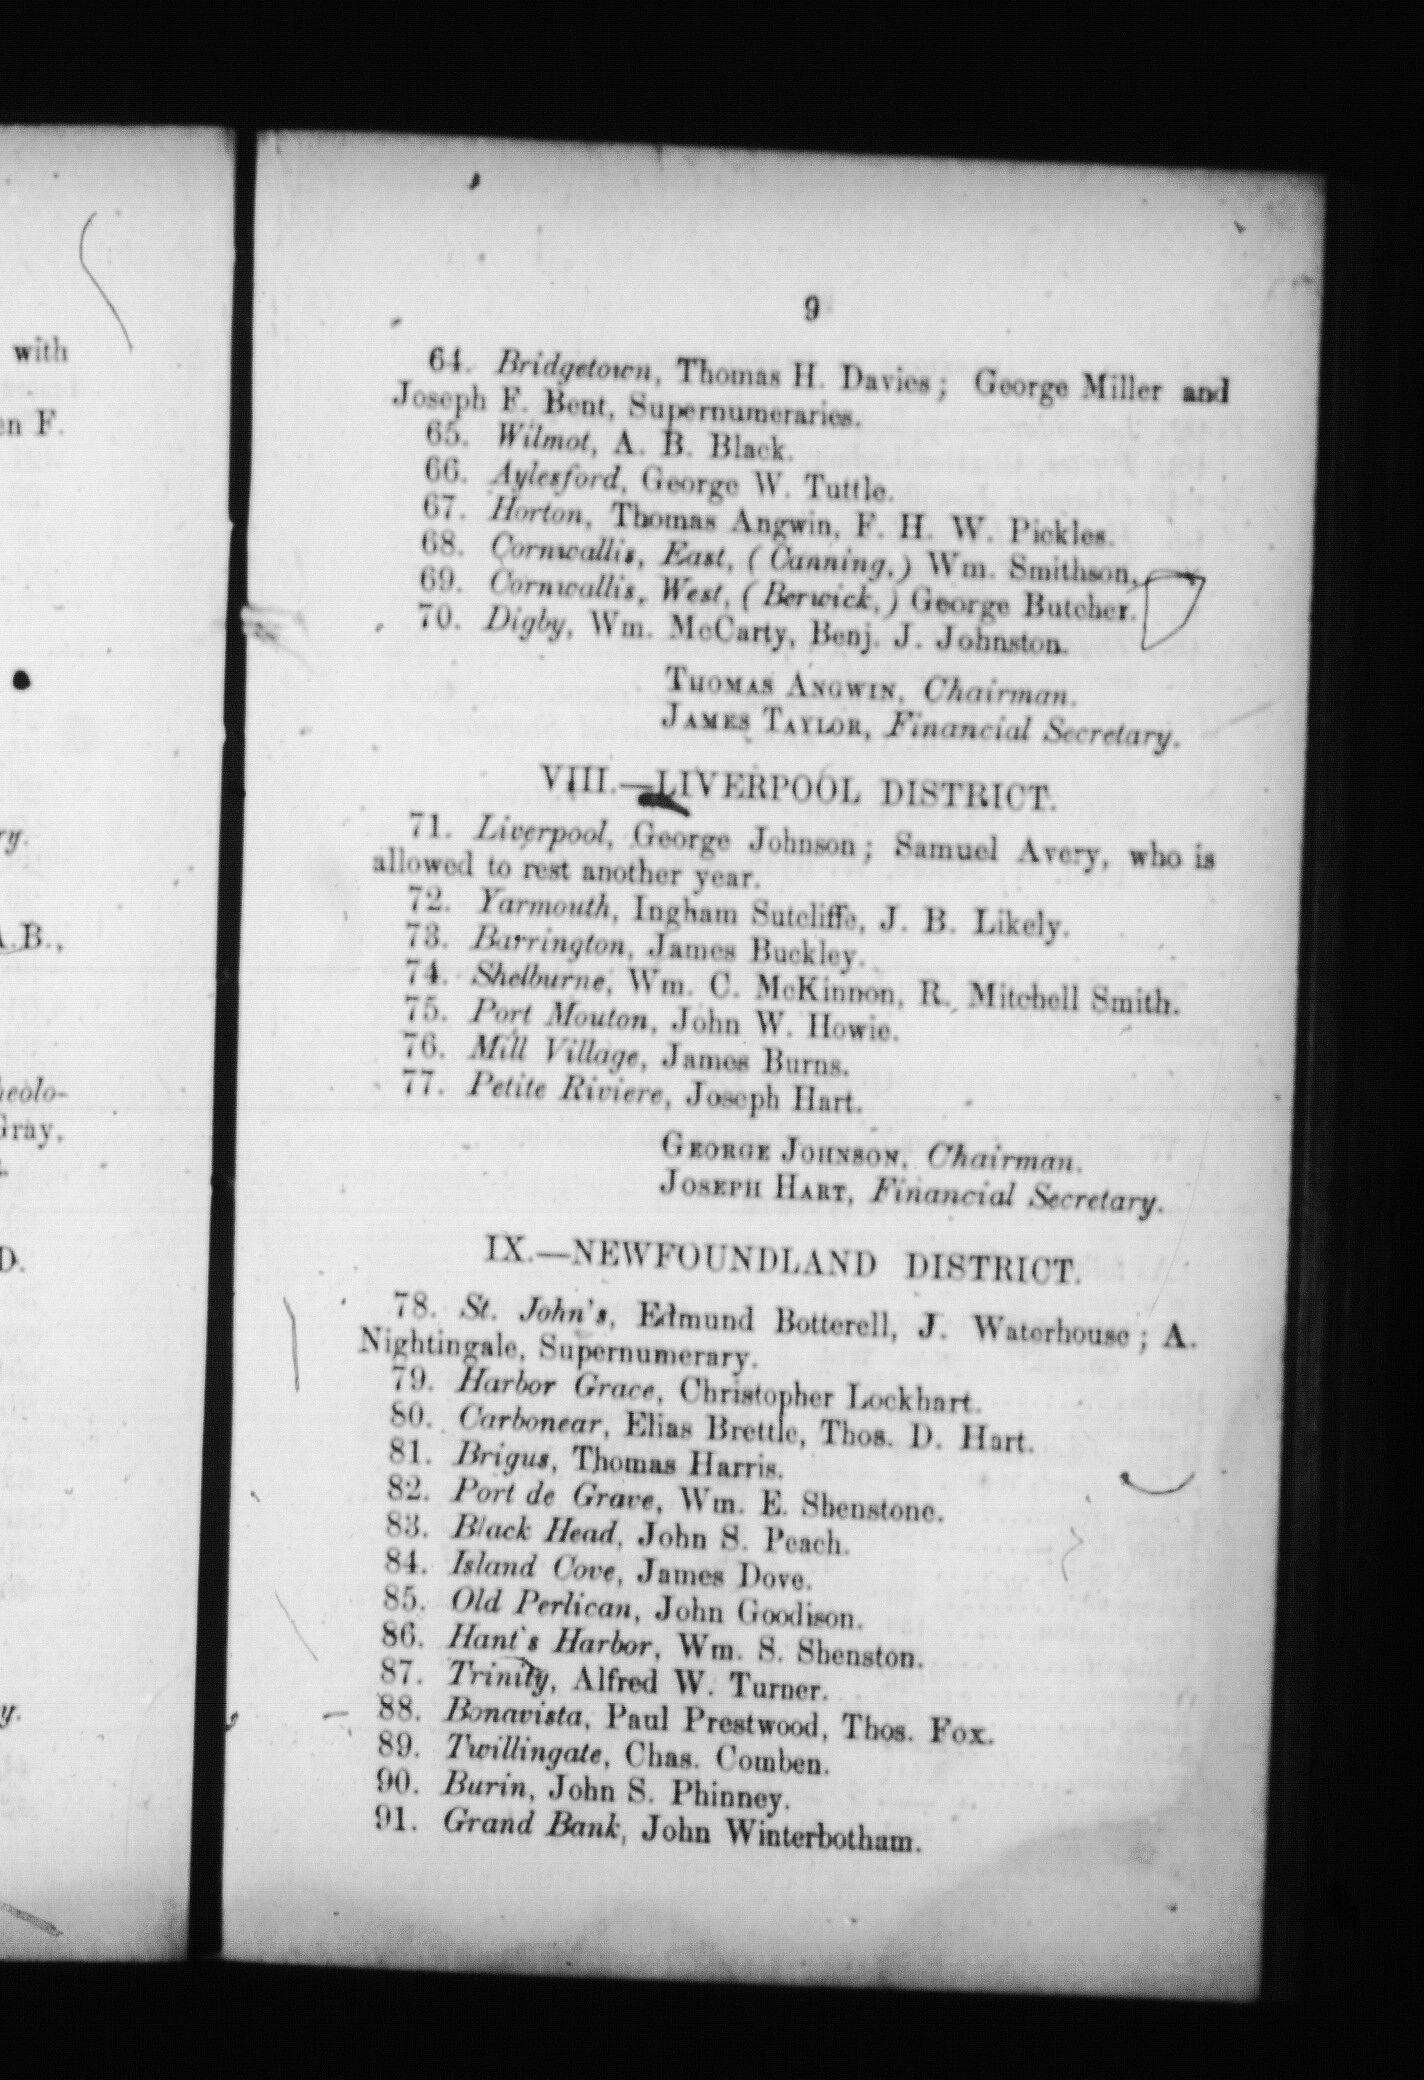 with
en F.
ry.
A.B.,
heolo-
Gray,
D.
y.
9
64. Bridgetown, Thomas H. Davies; George Miller and
Joseph F. Bent, Supernumeraries.
65. Wilmot, A. B. Black.
66. Aylesford, George W. Tuttle.
67. Horton, Thomas Angwin, F. H. W. Pickles.
68. Cornwallis, East, (Canning,) Wm. Smithson,
69. Cornwallis, West, (Berwick,) George Butcher.
70. Digby, Wm. McCarty, Benj. J. Johnston.
THOMAS ANGWIN, Chairman.
JAMES TAYLOR, Financial Secretary.
VIII.—LIVERPOOL DISTRICT.
71. Liverpool, George Johnson; Samuel Avery, who is
allowed to rest another year.
72. Yarmouth, Ingham Sutcliffe, J. B. Likely.
73. Barrington, James Buckley.
74. Shelburne, Wm. C. McKinnon, R. Mitchell Smith.
75. Port Mouton, John W. Howie.
76. Mill Village, James Burns.
77. Petite Riviere, Joseph Hart.
GEORGE JOHNSON, Chairman.
JOSEPH HART, Financial Secretary.
IX.—NEWFOUNDLAND DISTRICT.
78. St. John's, Edmund Botterell, J. Waterhouse; A.
Nightingale, Supernumerary.
79. Harbor Grace, Christopher Lockhart.
80. Carbonear, Elias Brettle, Thos. D. Hart.
81. Brigus, Thomas Harris.
82. Port de Grave, Wm. E. Shenstone.
83. Black Head, John S. Peach.
84. Island Cove, James Dove.
85. Old Perlican, John Goodison.
86. Hant's Harbor, Wm. S. Shenston.
87. Trinity, Alfred W. Turner.
88. Bonavista, Paul Prestwood, Thos. Fox.
89. Twillingate, Chas. Comben.
90. Burin, John S. Phinney.
91. Grand Bank, John Winterbotham.